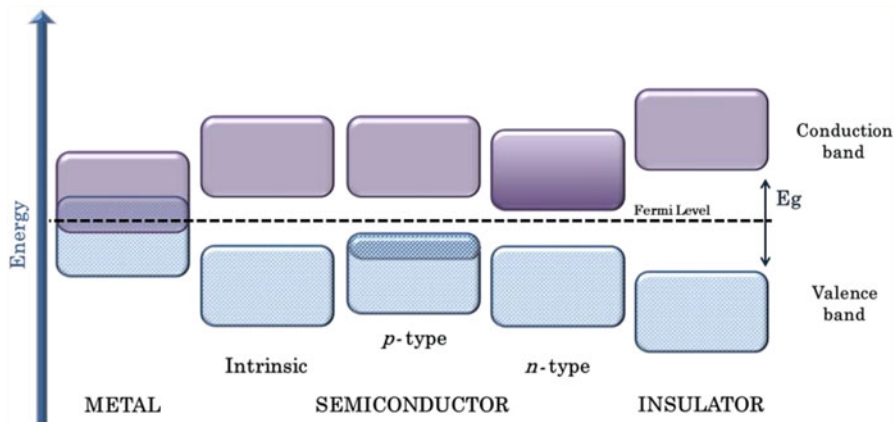 Energy
Conduction
band
Fermi Level
Eg
Valence
band
Intrinsic
p-type
n-type
METAL
SEMICONDUCTOR
INSULATOR